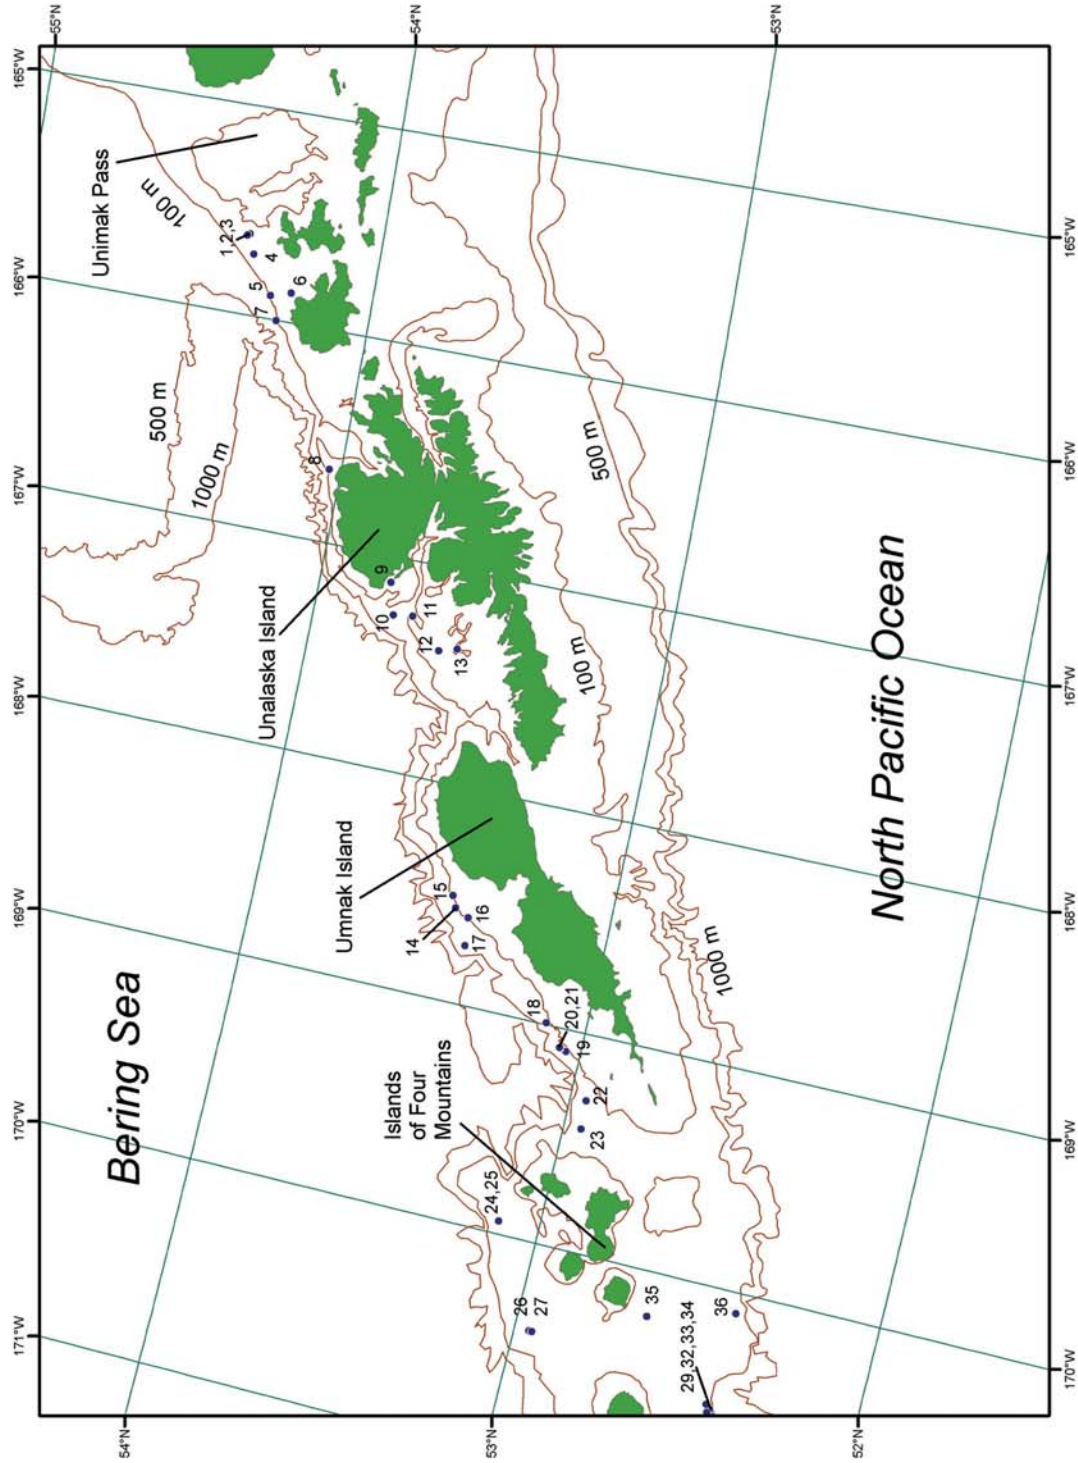 171°W
170°W
169°W
168°W
167°W
166°W
165°W
54°N
53°N
52°N
55°N
54°N
53°N
170°W
169°W
168°W
167°W
166°W
165°W
Bering Sea
North Pacific Ocean
Islands
of Four
Mountains
Umnak Island
Unalaska Island
Unimak Pass
500 m
1000 m
100 m
100 m
500 m
1000 m
1,2,3
4
5
6
7
8
9
10
11
12
13
14
15
16
17
18
19
20,21
22
23
24,25
26
27
29,32,33,34
35
36